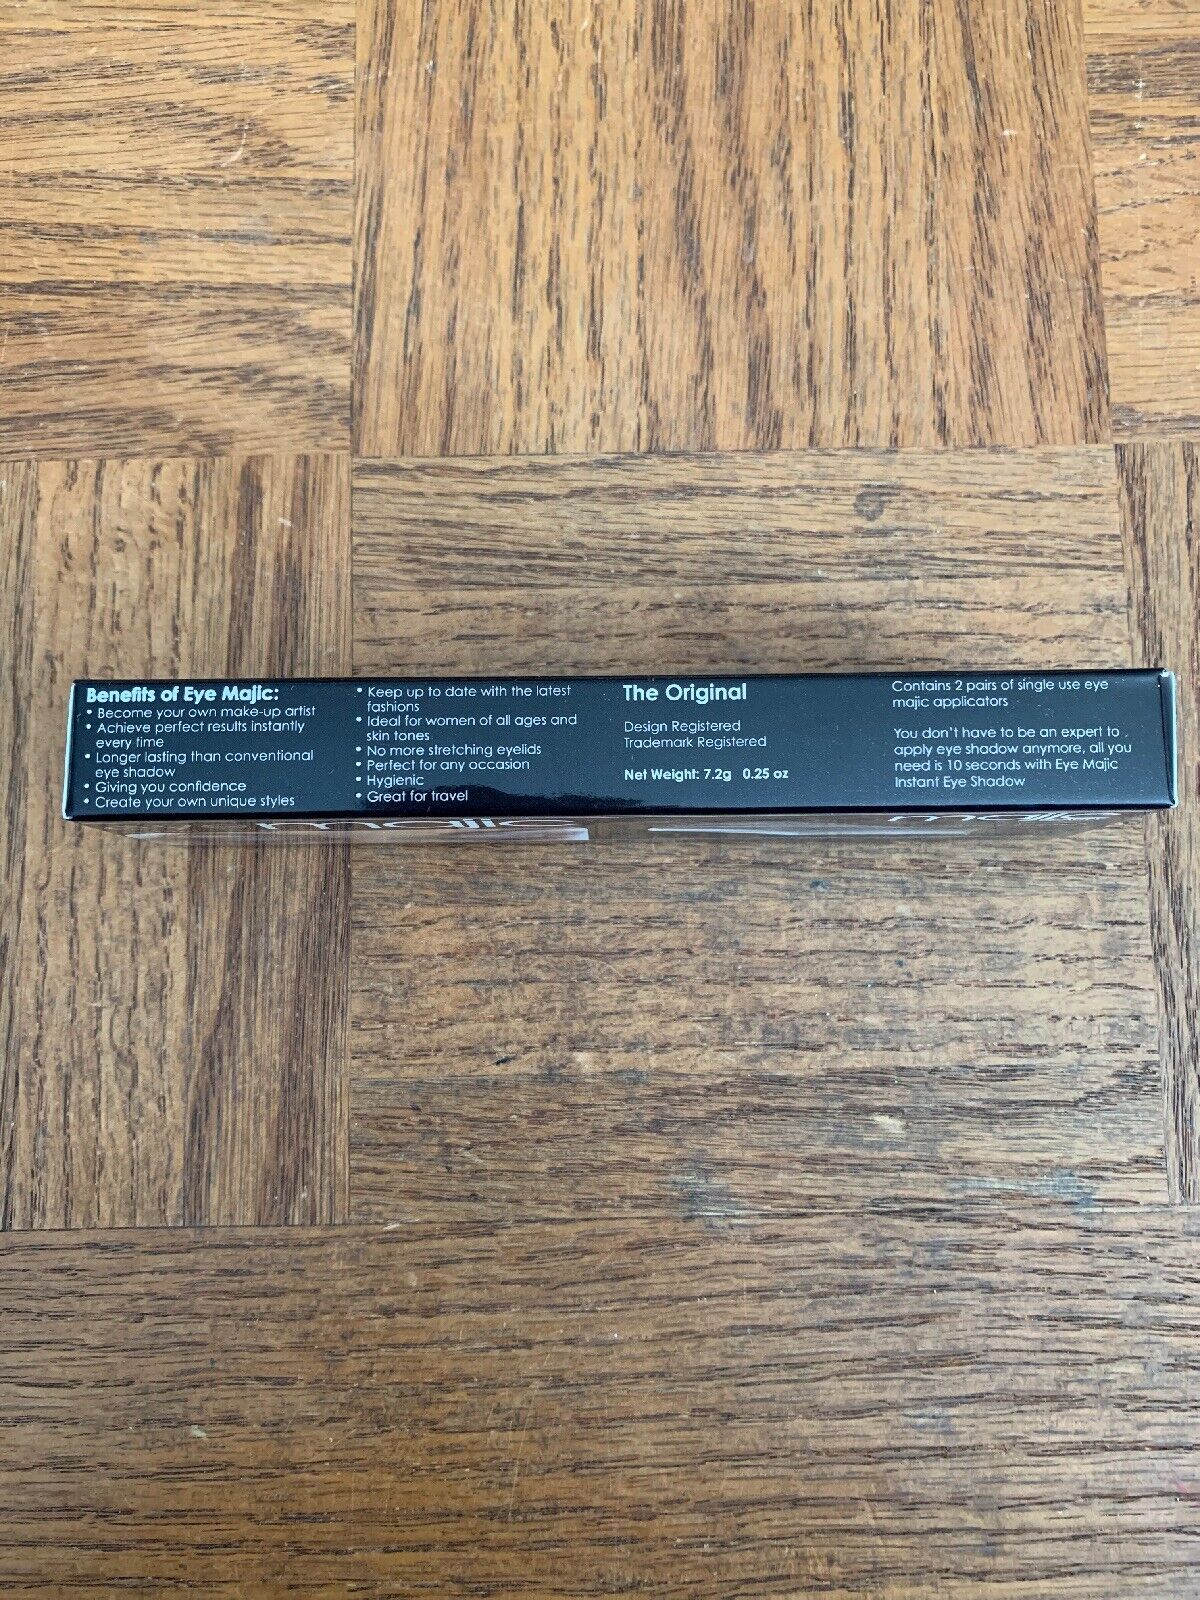 Benefits of Eye Majic:
• Become your own make-up artist
• Achieve perfect results instantly
every time
• Longer lasting than conventional
eye shadow
• Giving you confidence
• Create your own unique styles
• Keep up to date with the latest
fashions
• Ideal for women of all ages and
skin tones
• No more stretching eyelids
• Perfect for any occasion
• Hygienic
• Great for travel
The Original
Design Registered
Trademark Registered
Net Weight: 7.2g 0.25 oz
Contains 2 pairs of single use eye
majic applicators
You don't have to be an expert to
apply eye shadow anymore, all you
need is 10 seconds with Eye Majic
Instant Eye Shadow
majic
majic